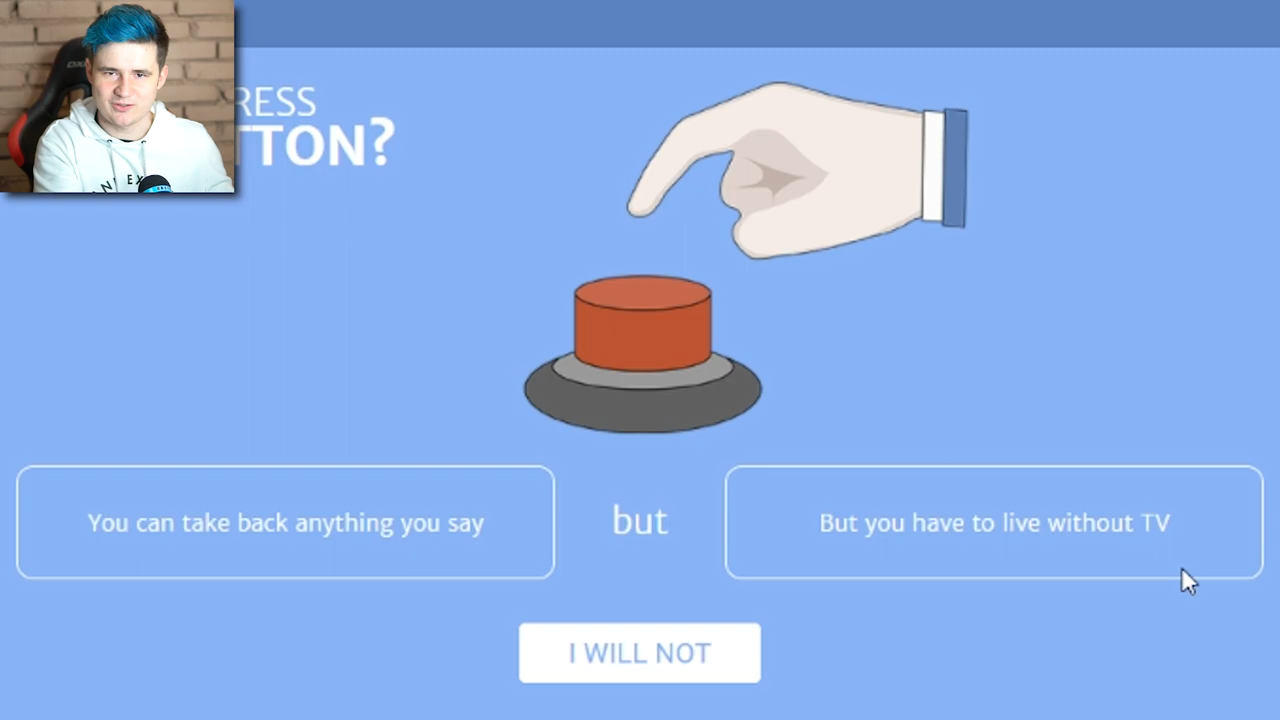 RESS
TTON?
You can take back anything you say
but
But you have to live without TV
I WILL NOT